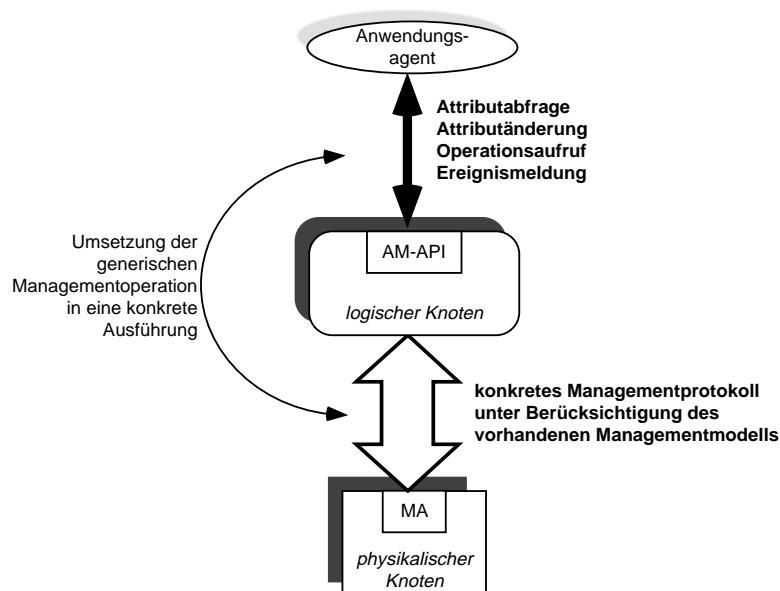 Anwendungs-
agent
Attributabfrage
Attributänderung
Operationsaufruf
Ereignismeldung
AM-API
logischer Knoten
Umsetzung der
generischen
Managementoperation
in eine konkrete
Ausführung
konkretes Managementprotokoll
unter Berücksichtigung des
vorhandenen Managementmodells
MA
physikalischer
Knoten